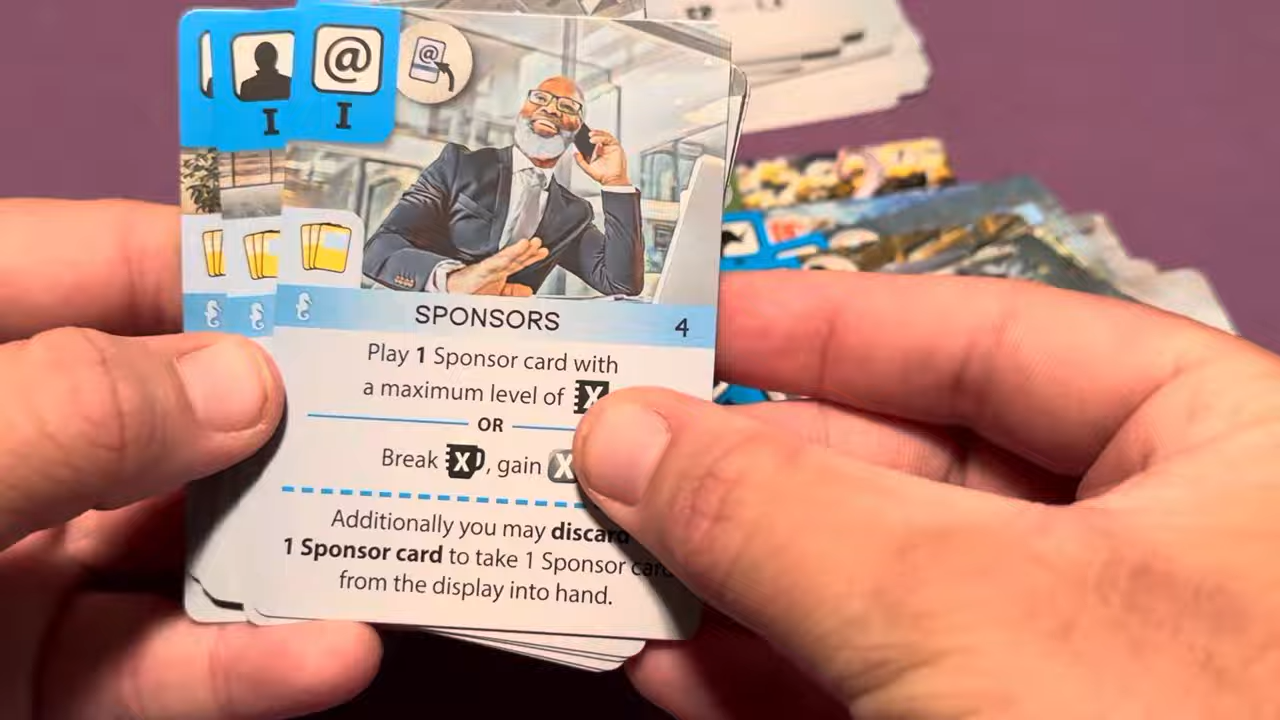 @
@
I
I
SPONSORS
4
Play 1 Sponsor card with
a maximum level of X
OR
Break X, gain X
Additionally you may discard
1 Sponsor card to take 1 Sponsor card
from the display into hand.